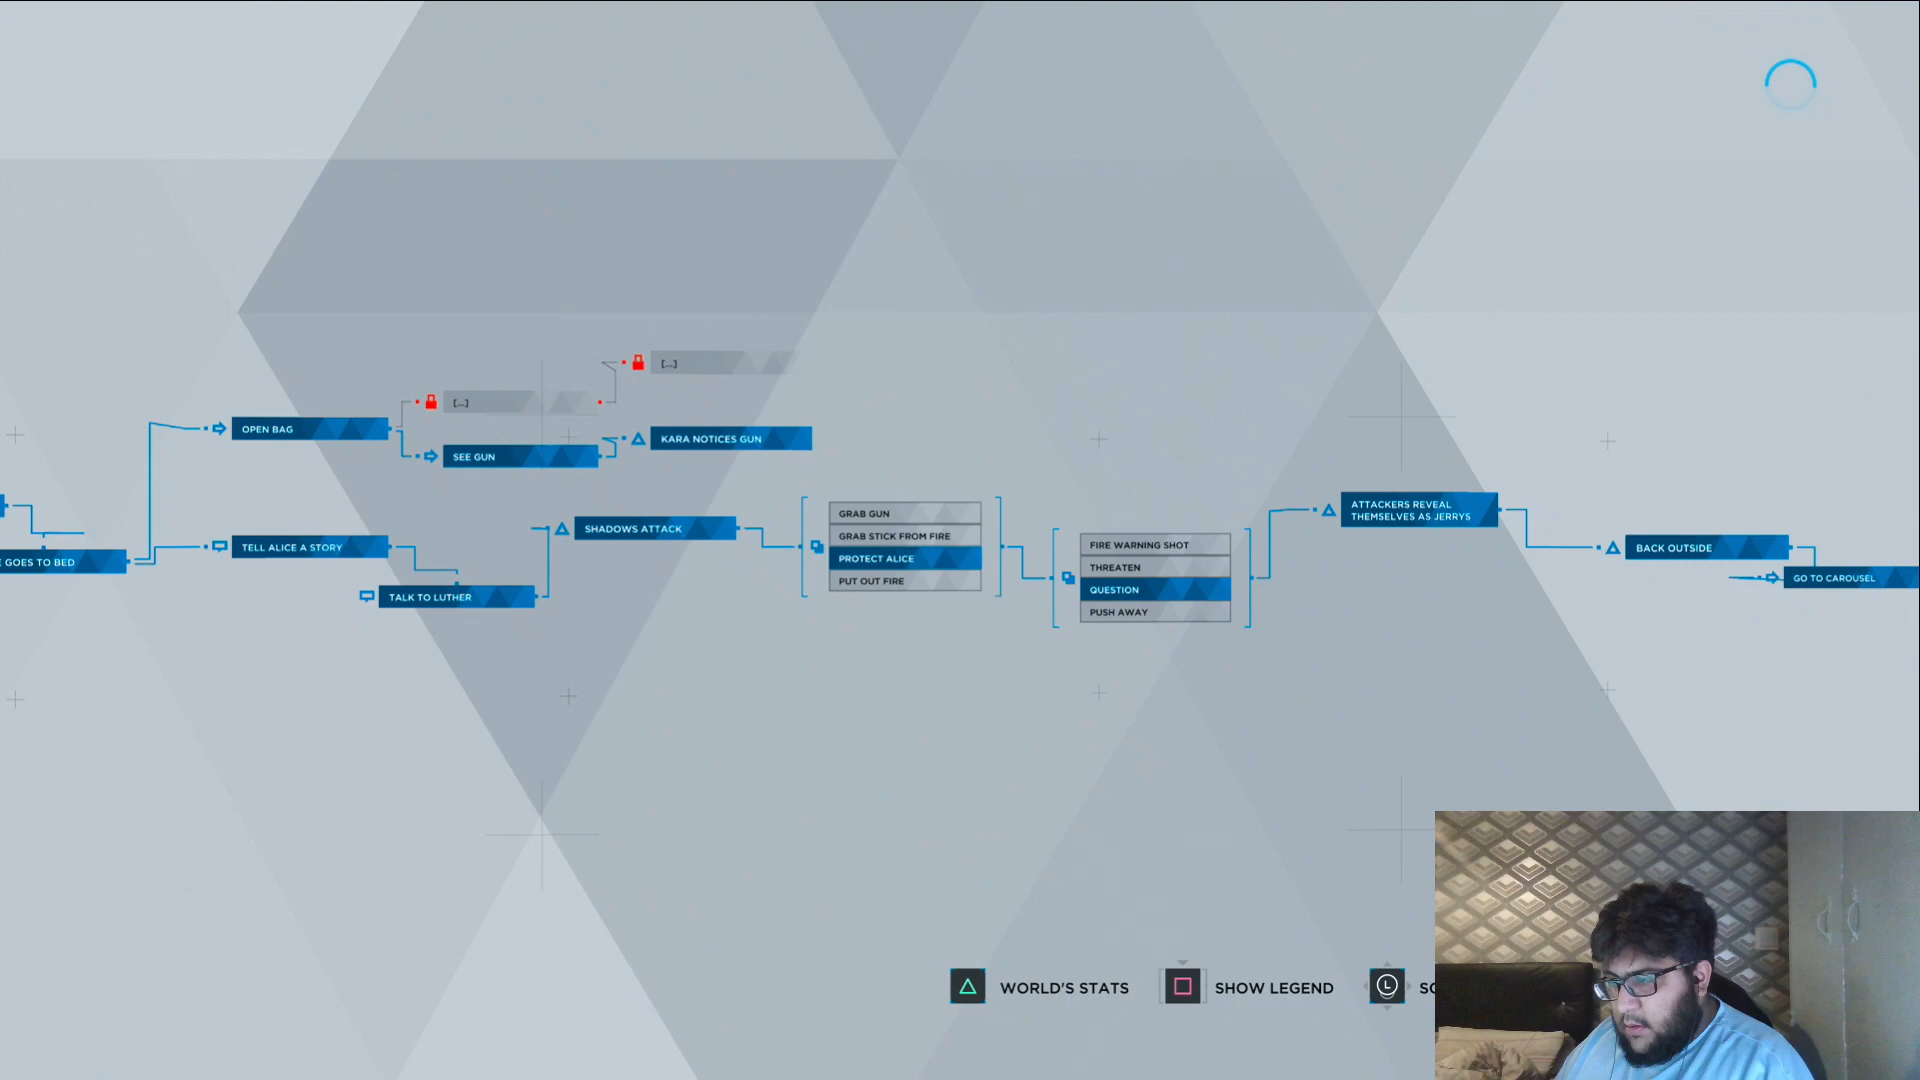 [...]
[...]
OPEN BAG
KARA NOTICES GUN
SEE GUN
ATTACKERS REVEAL
THEMSELVES AS JERRYS
GRAB GUN
SHADOWS ATTACK
GRAB STICK FROM FIRE
PROTECT ALICE
PUT OUT FIRE
FIRE WARNING SHOT
THREATEN
QUESTION
PUSH AWAY
TELL ALICE A STORY
BACK OUTSIDE
GOES TO BED
GO TO CAROUSEL
TALK TO LUTHER
WORLD'S STATS
SHOW LEGEND
L